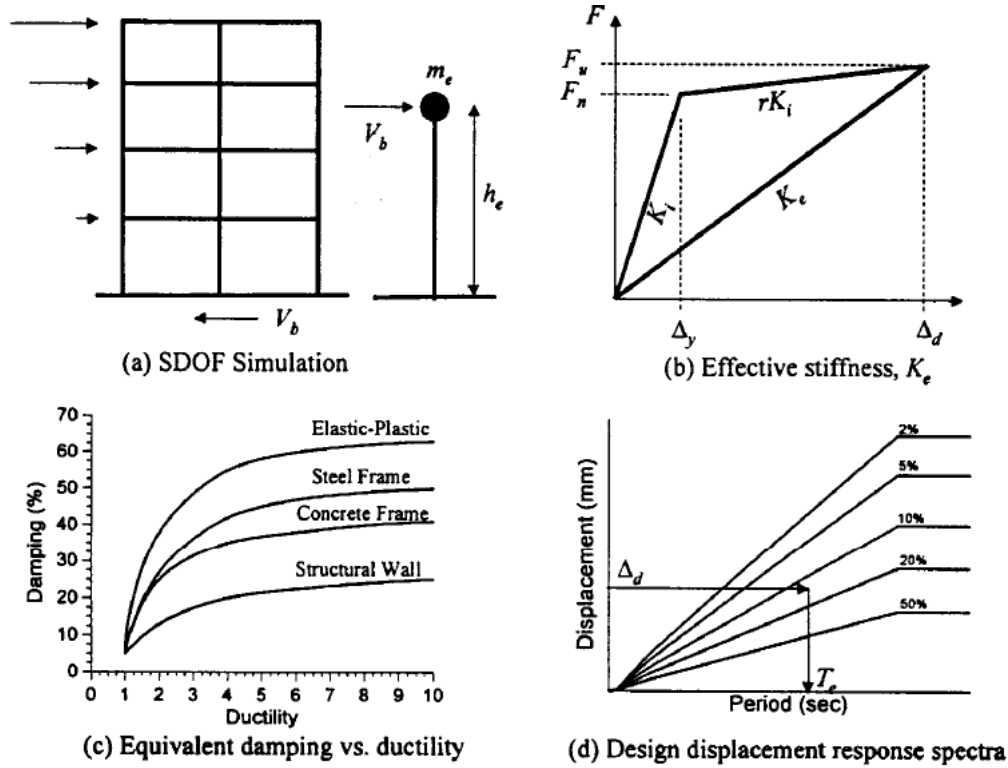 m_e
V_b
h_e
V_b
(a) SDOF Simulation
F
F_u
F_n
rK_i
K_i
K_e
Δ_y
Δ_d
(b) Effective stiffness, K_e
70
60
50
40
30
20
10
0
Damping (%)
Elastic-Plastic
Steel Frame
Concrete Frame
Structural Wall
0 1 2 3 4 5 6 7 8 9 10
Ductility
(c) Equivalent damping vs. ductility
Displacement (mm)
2%
5%
10%
20%
50%
Δ_d
T_e
Period (sec)
(d) Design displacement response spectra